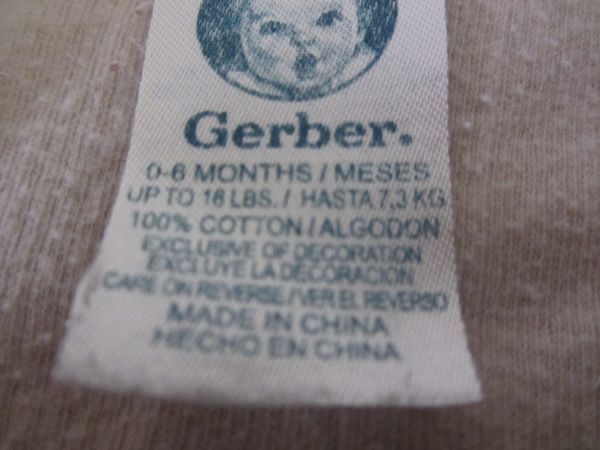 Gerber.
0-6 MONTHS / MESES
UP TO 16 LBS. / HASTA 7,3 KG
100% COTTON / ALGODON
EXCLUSIVE OF DECORATION
EXCLUYE LA DECORACION
CARE ON REVERSE / VER EL REVERSO
MADE IN CHINA
HECHO EN CHINA